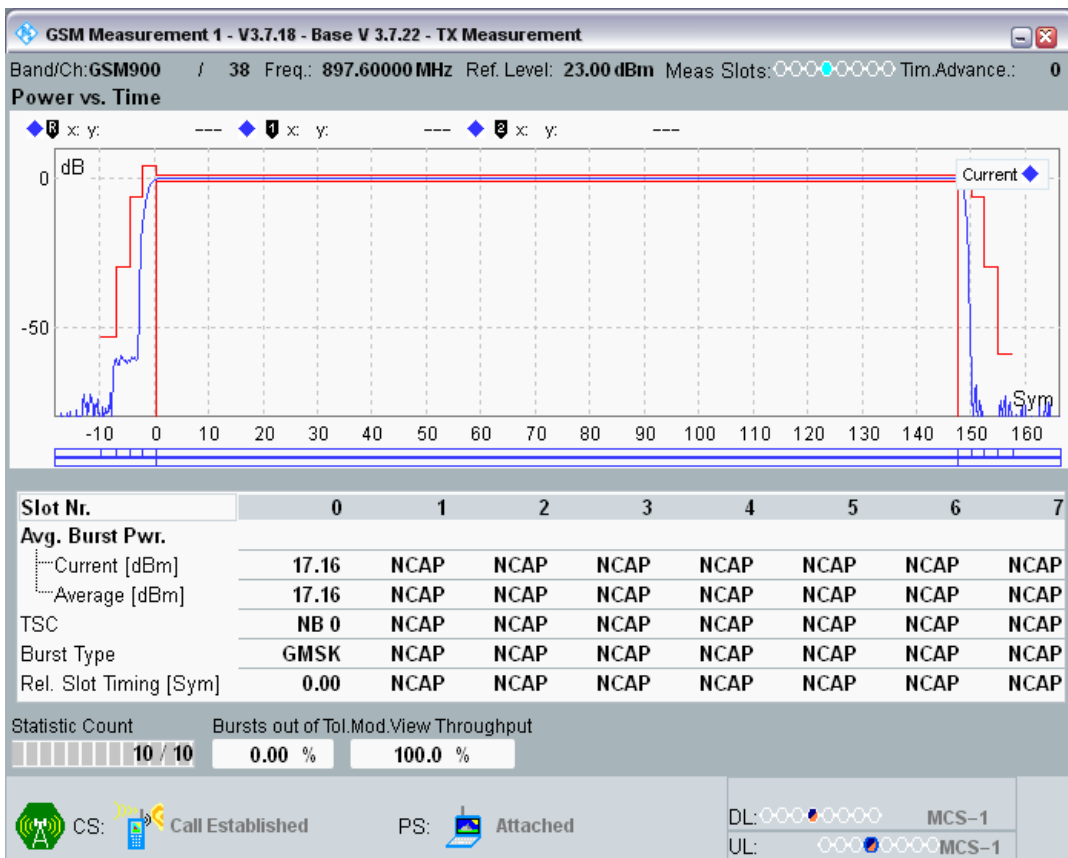 GSM Measurement 1 - V3.7.18 - Base V 3.7.22 - TX Measurement
Band/Ch:GSM900 / 38 Freq.: 897.60000 MHz Ref. Level: 23.00 dBm Meas Slots: Tim.Advance.: 0
Power vs. Time
R x: y: --- 1 x: y: --- 2 x: y: ---
dB
Current
0
-50
Sym
-10 0 10 20 30 40 50 60 70 80 90 100 110 120 130 140 150 160
Slot Nr. 0 1 2 3 4 5 6 7
Avg. Burst Pwr.
Current [dBm] 17.16 NCAP NCAP NCAP NCAP NCAP NCAP NCAP
Average [dBm] 17.16 NCAP NCAP NCAP NCAP NCAP NCAP NCAP
TSC NB 0 NCAP NCAP NCAP NCAP NCAP NCAP NCAP
Burst Type GMSK NCAP NCAP NCAP NCAP NCAP NCAP NCAP
Rel. Slot Timing [Sym] 0.00 NCAP NCAP NCAP NCAP NCAP NCAP NCAP
Statistic Count Bursts out of Tol.Mod.View Throughput
10 / 10 0.00 % 100.0 %
CS: Call Established PS: Attached
DL: MCS-1
UL: MCS-1